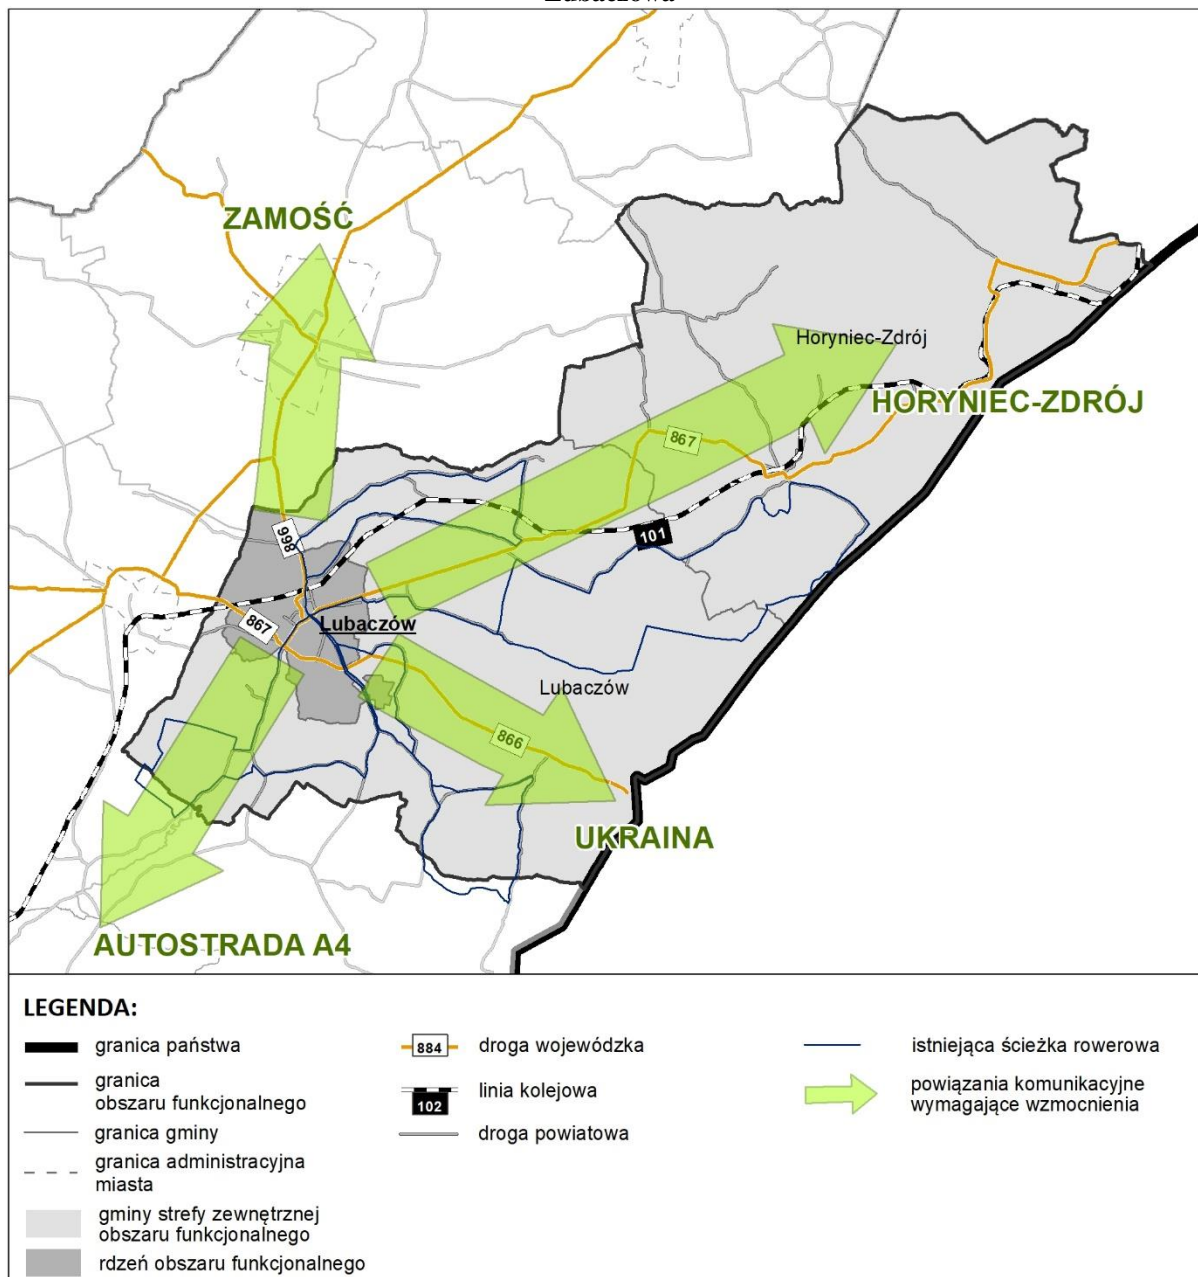 Lubaczowa
ZAMOŚĆ
Horyniec-Zdrój
HORYNIEC-ZDRÓJ
867
101
866
867
Lubaczów
Lubaczów
866
UKRAINA
AUTOSTRADA A4
LEGENDA:
granica państwa
granica
obszaru funkcjonalnego
granica gminy
granica administracyjna
miasta
gminy strefy zewnętrznej
obszaru funkcjonalnego
rdzeń obszaru funkcjonalnego
884 droga wojewódzka
linia kolejowa
102
droga powiatowa
istniejąca ścieżka rowerowa
powiązania komunikacyjne
wymagające wzmocnienia